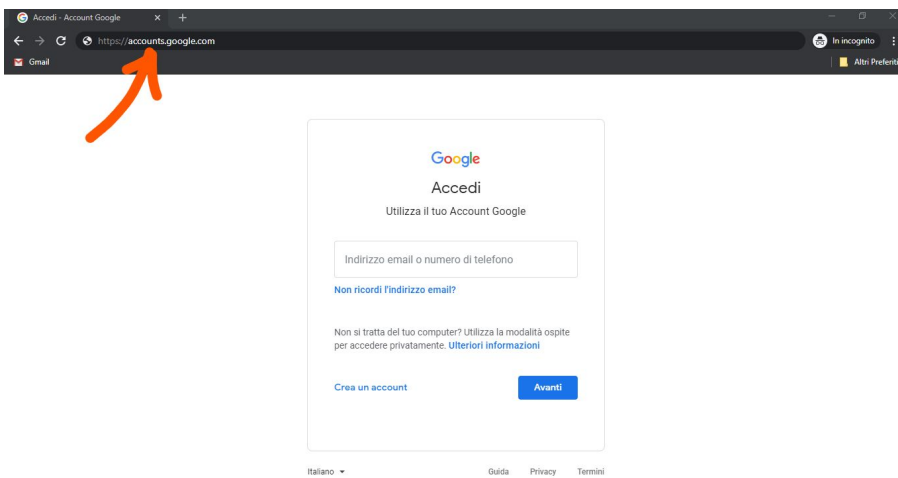 Accedi - Account Google
https://accounts.google.com
In incognito
Gmail
Altri Preferiti
Google
Accedi
Utilizza il tuo Account Google
Indirizzo email o numero di telefono
Non ricordi l'indirizzo email?
Non si tratta del tuo computer? Utilizza la modalità ospite
per accedere privatamente. Ulteriori informazioni
Crea un account
Avanti
Italiano
Guida
Privacy
Termini